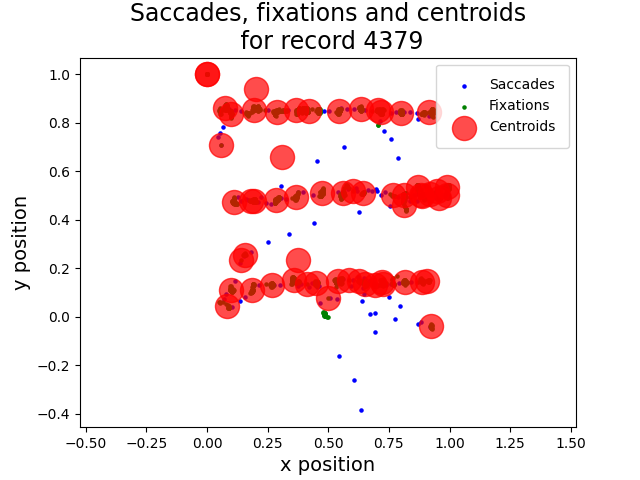 Saccades, fixations and centroids
for record 4379
Saccades
Fixations
Centroids
1.0
0.8
0.6
0.4
0.2
0.0
−0.2
−0.4
y position
−0.50
−0.25
0.00
0.25
0.50
0.75
1.00
1.25
1.50
x position